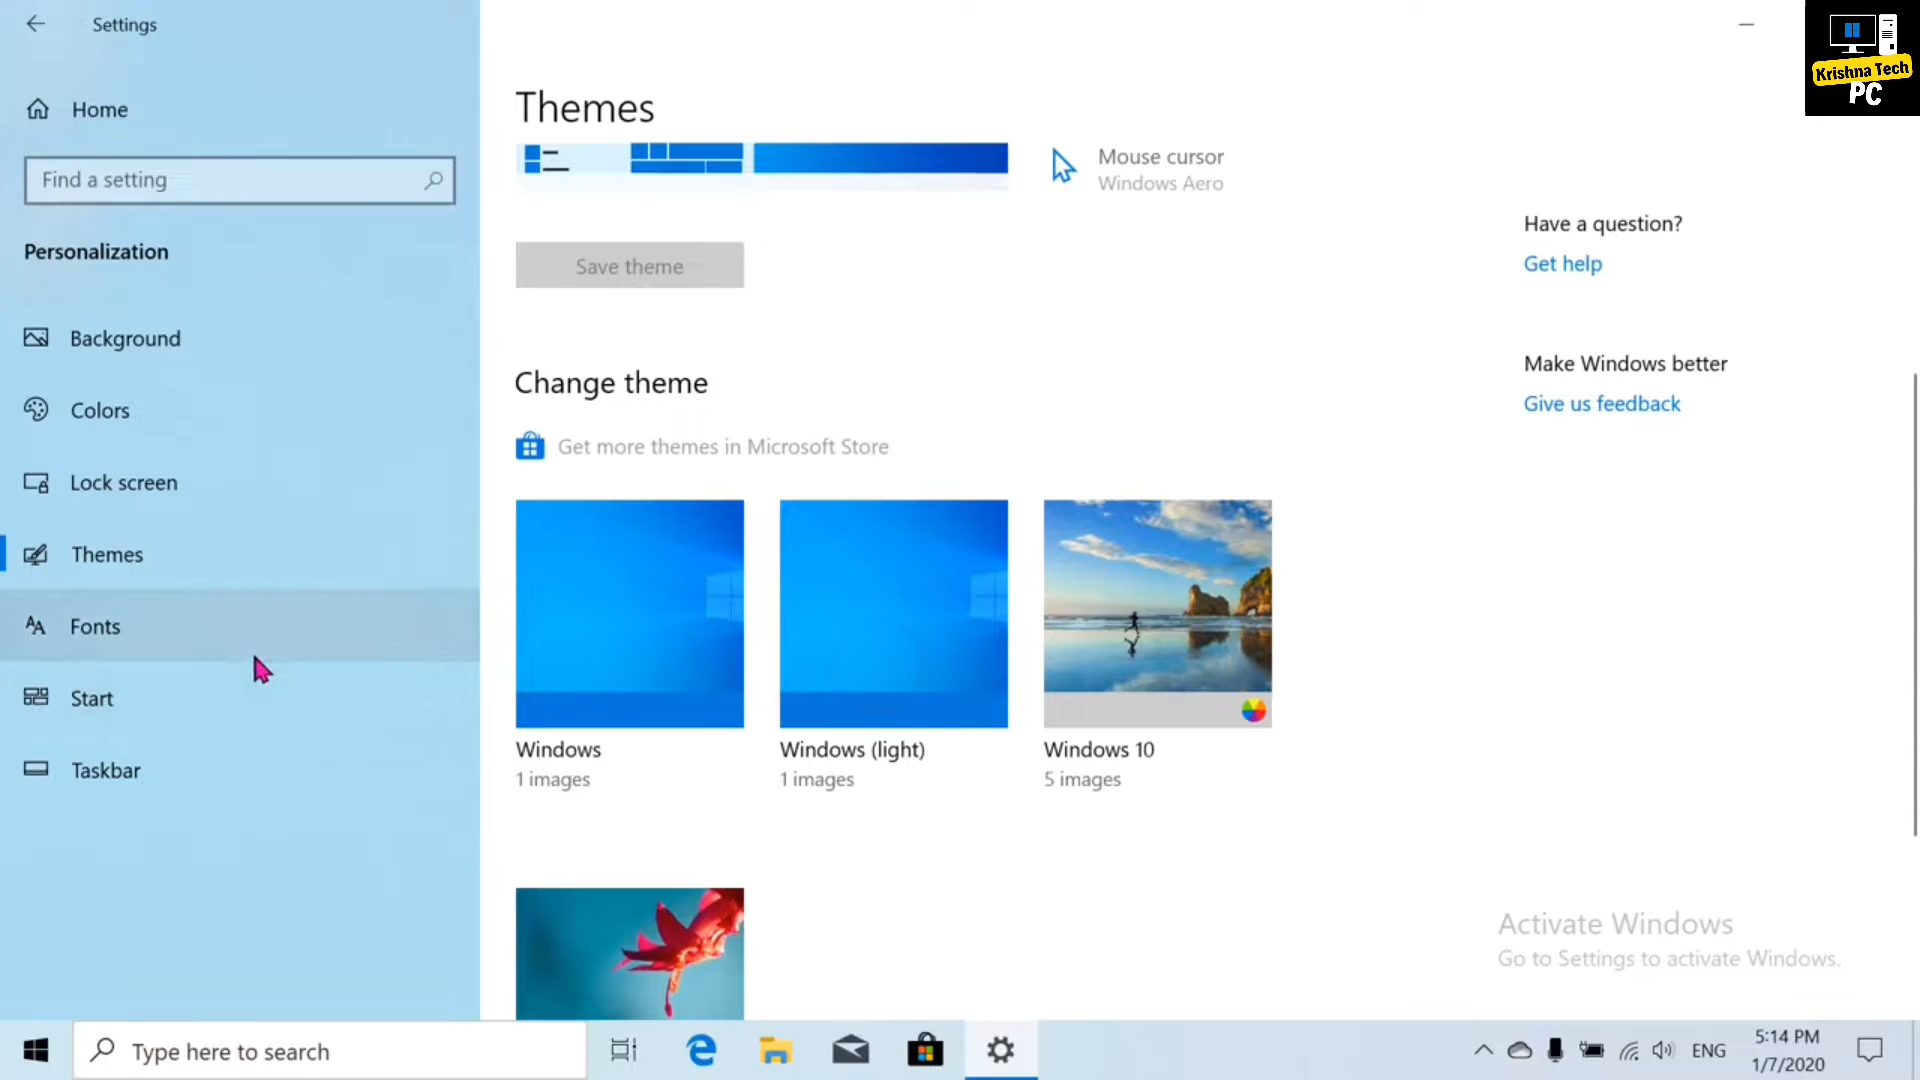 Settings
Home
Find a setting
Personalization
Background
Colors
Lock screen
Themes
Fonts
Start
Taskbar
Themes
Mouse cursor
Windows Aero
Save theme
Change theme
Get more themes in Microsoft Store
Windows
1 images
Windows (light)
1 images
Windows 10
5 images
Have a question?
Get help
Make Windows better
Give us feedback
Krishna Tech
PC
Activate Windows
Go to Settings to activate Windows.
Type here to search
ENG
5:14 PM
1/7/2020